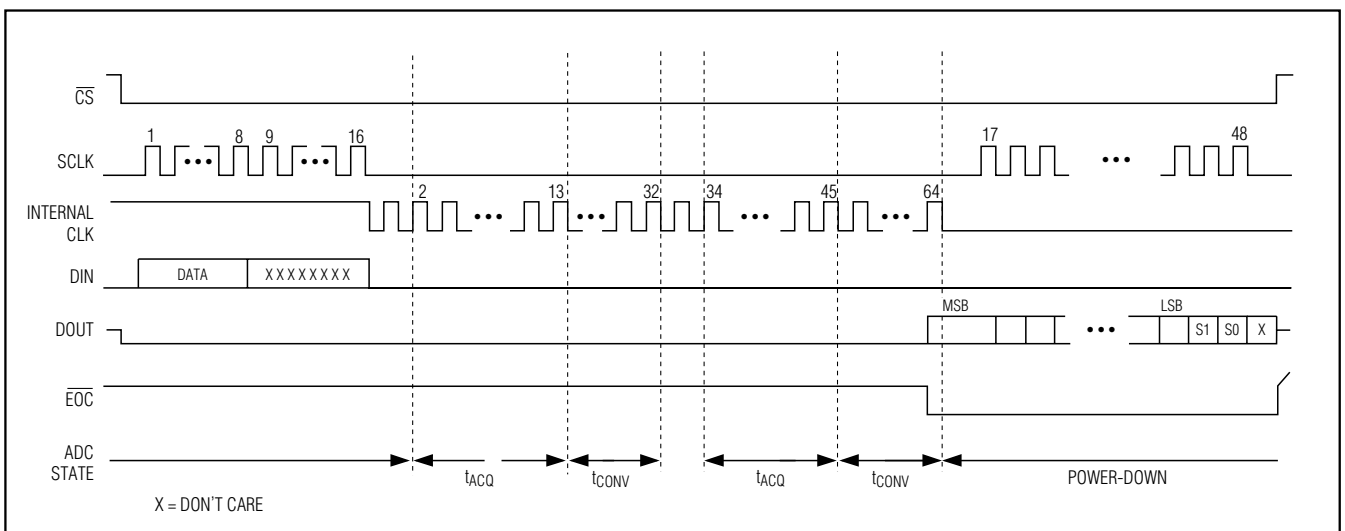 CS
1 8 9 16 17 48
SCLK •••  •••  •••
2 13 32 34 45 64
INTERNAL
CLK
••• ••• ••• •••
DIN DATA X X X X X X X X
MSB LSB
DOUT ••• S1 S0 X
EOC
ADC
STATE
tACQ tCONV tACQ tCONV POWER-DOWN
X = DON'T CARE